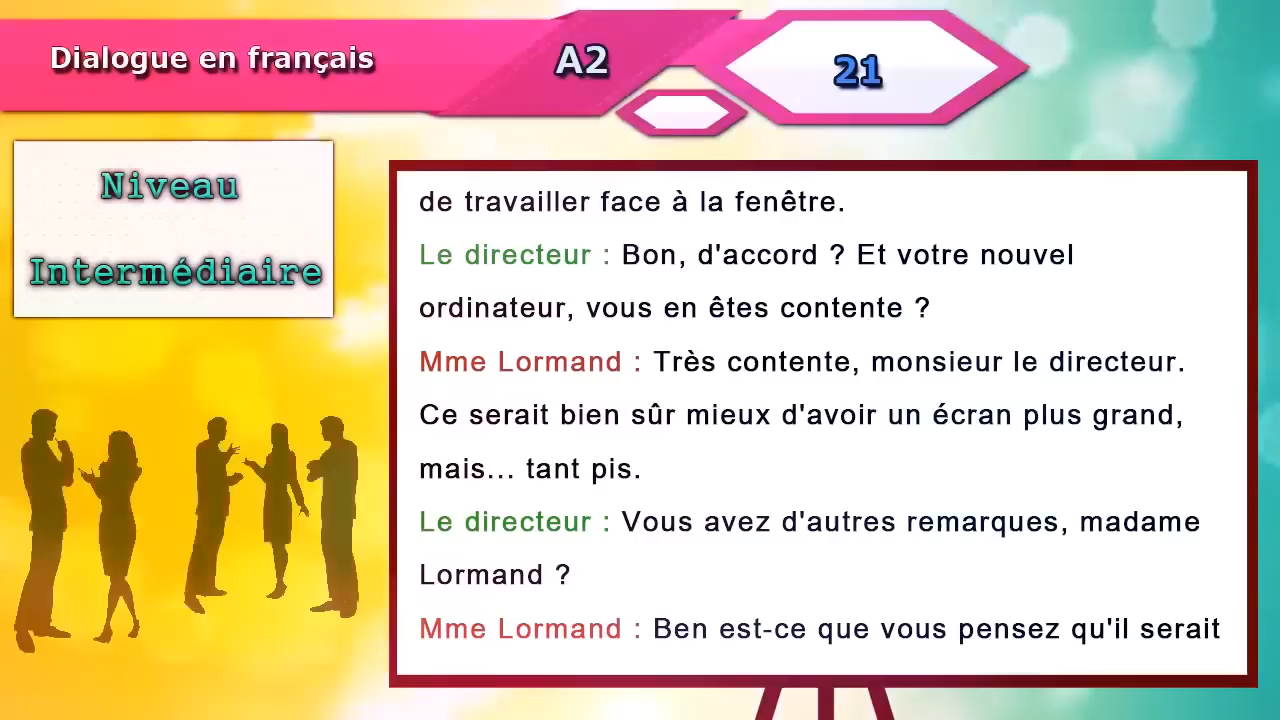 Dialogue en français
A2
21
Niveau
Intermédiaire
de travailler face à la fenêtre.
Le directeur : Bon, d'accord ? Et votre nouvel
ordinateur, vous en êtes contente ?
Mme Lormand : Très contente, monsieur le directeur.
Ce serait bien sûr mieux d'avoir un écran plus grand,
mais... tant pis.
Le directeur : Vous avez d'autres remarques, madame
Lormand ?
Mme Lormand : Ben est-ce que vous pensez qu'il serait